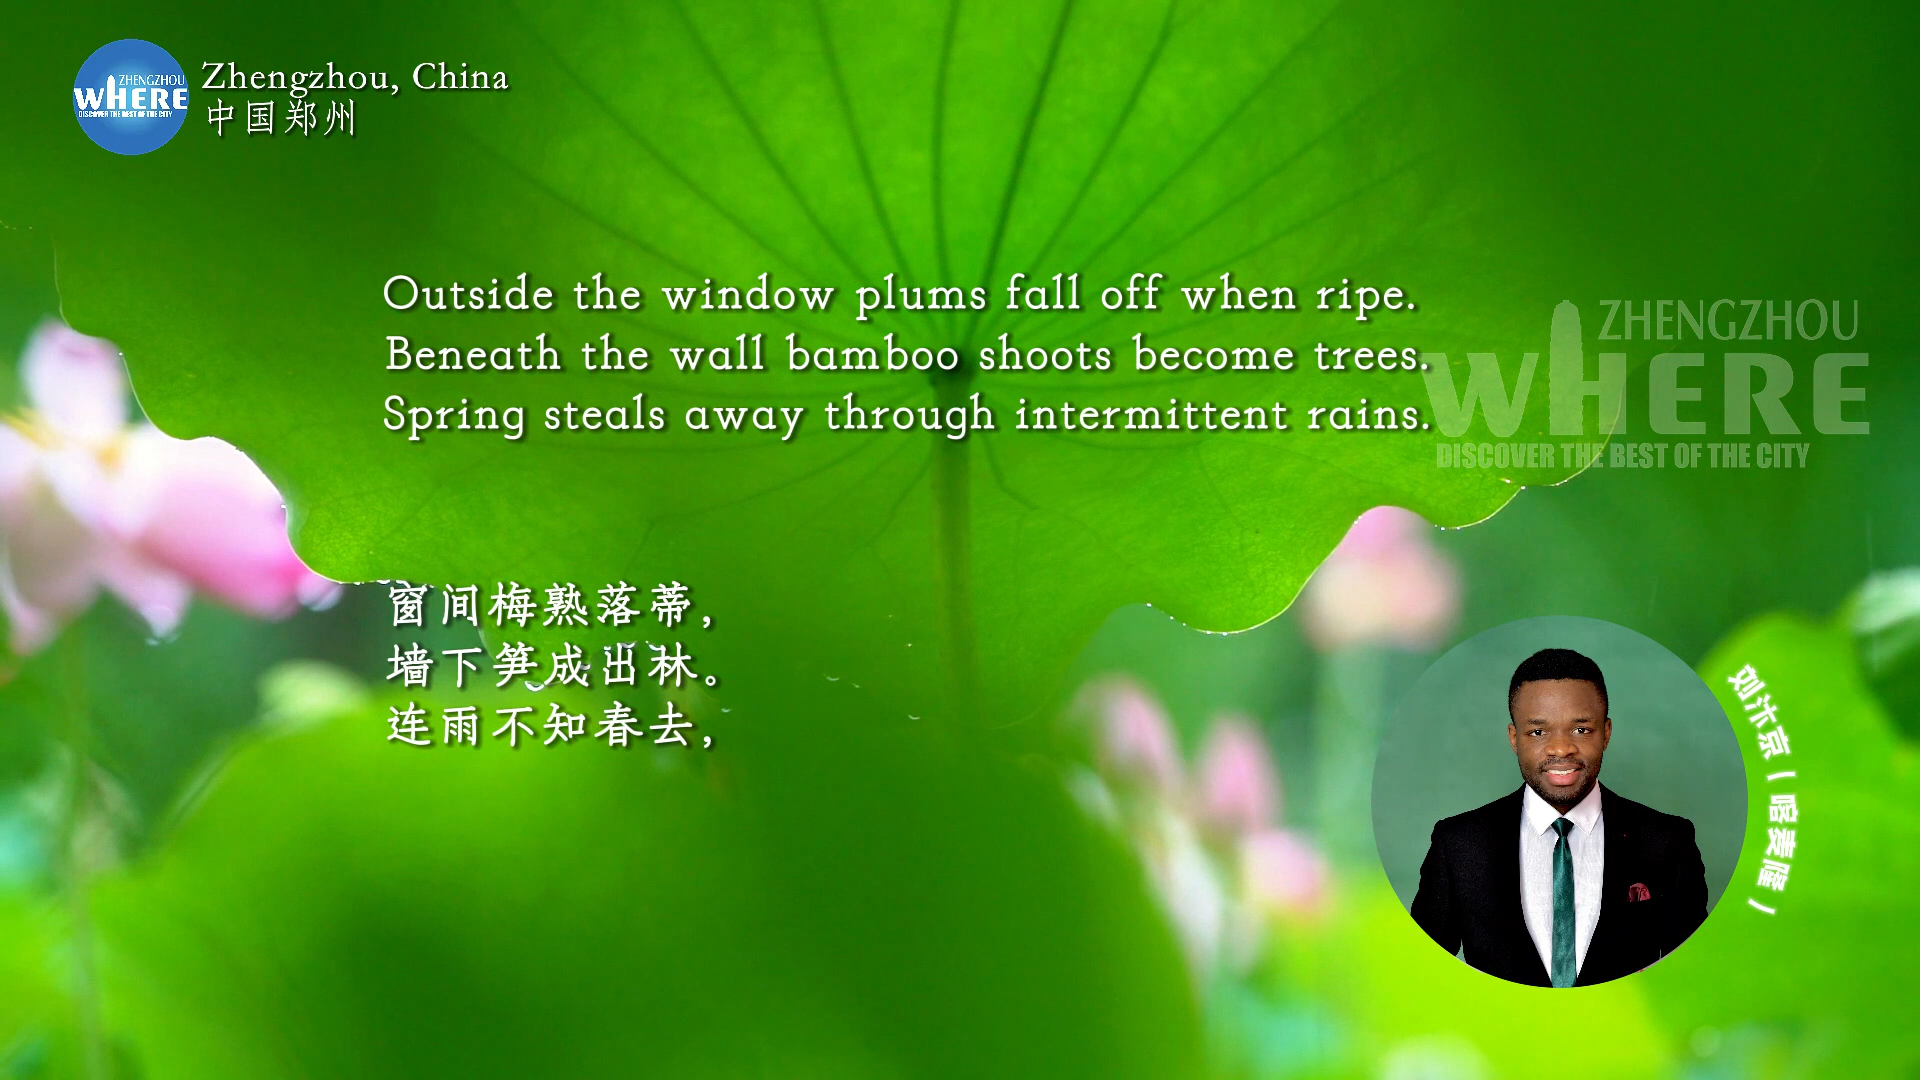 ZHENGZHOU
WHERE
DISCOVER THE BEST OF THE CITY
Zhengzhou, China
中国郑州
Outside the window plums fall off when ripe.
Beneath the wall bamboo shoots become trees.
Spring steals away through intermittent rains.
ZHENGZHOU
WHERE
DISCOVER THE BEST OF THE CITY
窗间梅熟落蒂，
墙下笋成出林。
连雨不知春去，
刘汴京（喀麦隆）